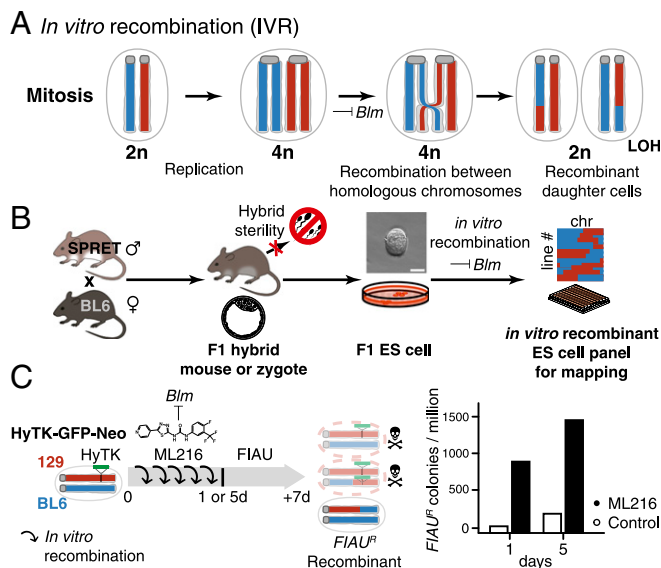 A In vitro recombination (IVR)
Mitosis
Blm
2n
4n
4n
2n
LOH
Replication
Recombination between
homologous chromosomes
Recombinant
daughter cells
B
SPRET ♂
x
BL6 ♀
Hybrid
sterility
F1 hybrid
mouse or zygote
F1 ES cell
in vitro
recombination
Blm
chr
line #
in vitro recombinant
ES cell panel
for mapping
C
HyTK-GFP-Neo
HyTK
129
BL6
Blm
N
N
S
N
H
O
N
H
F
F
F
F
ML216
FIAU
0
1 or 5d
+7d
In vitro
recombination
FIAUᴿ
Recombinant
FIAUᴿ colonies / million
1500
1000
500
0
1
5
days
ML216
Control